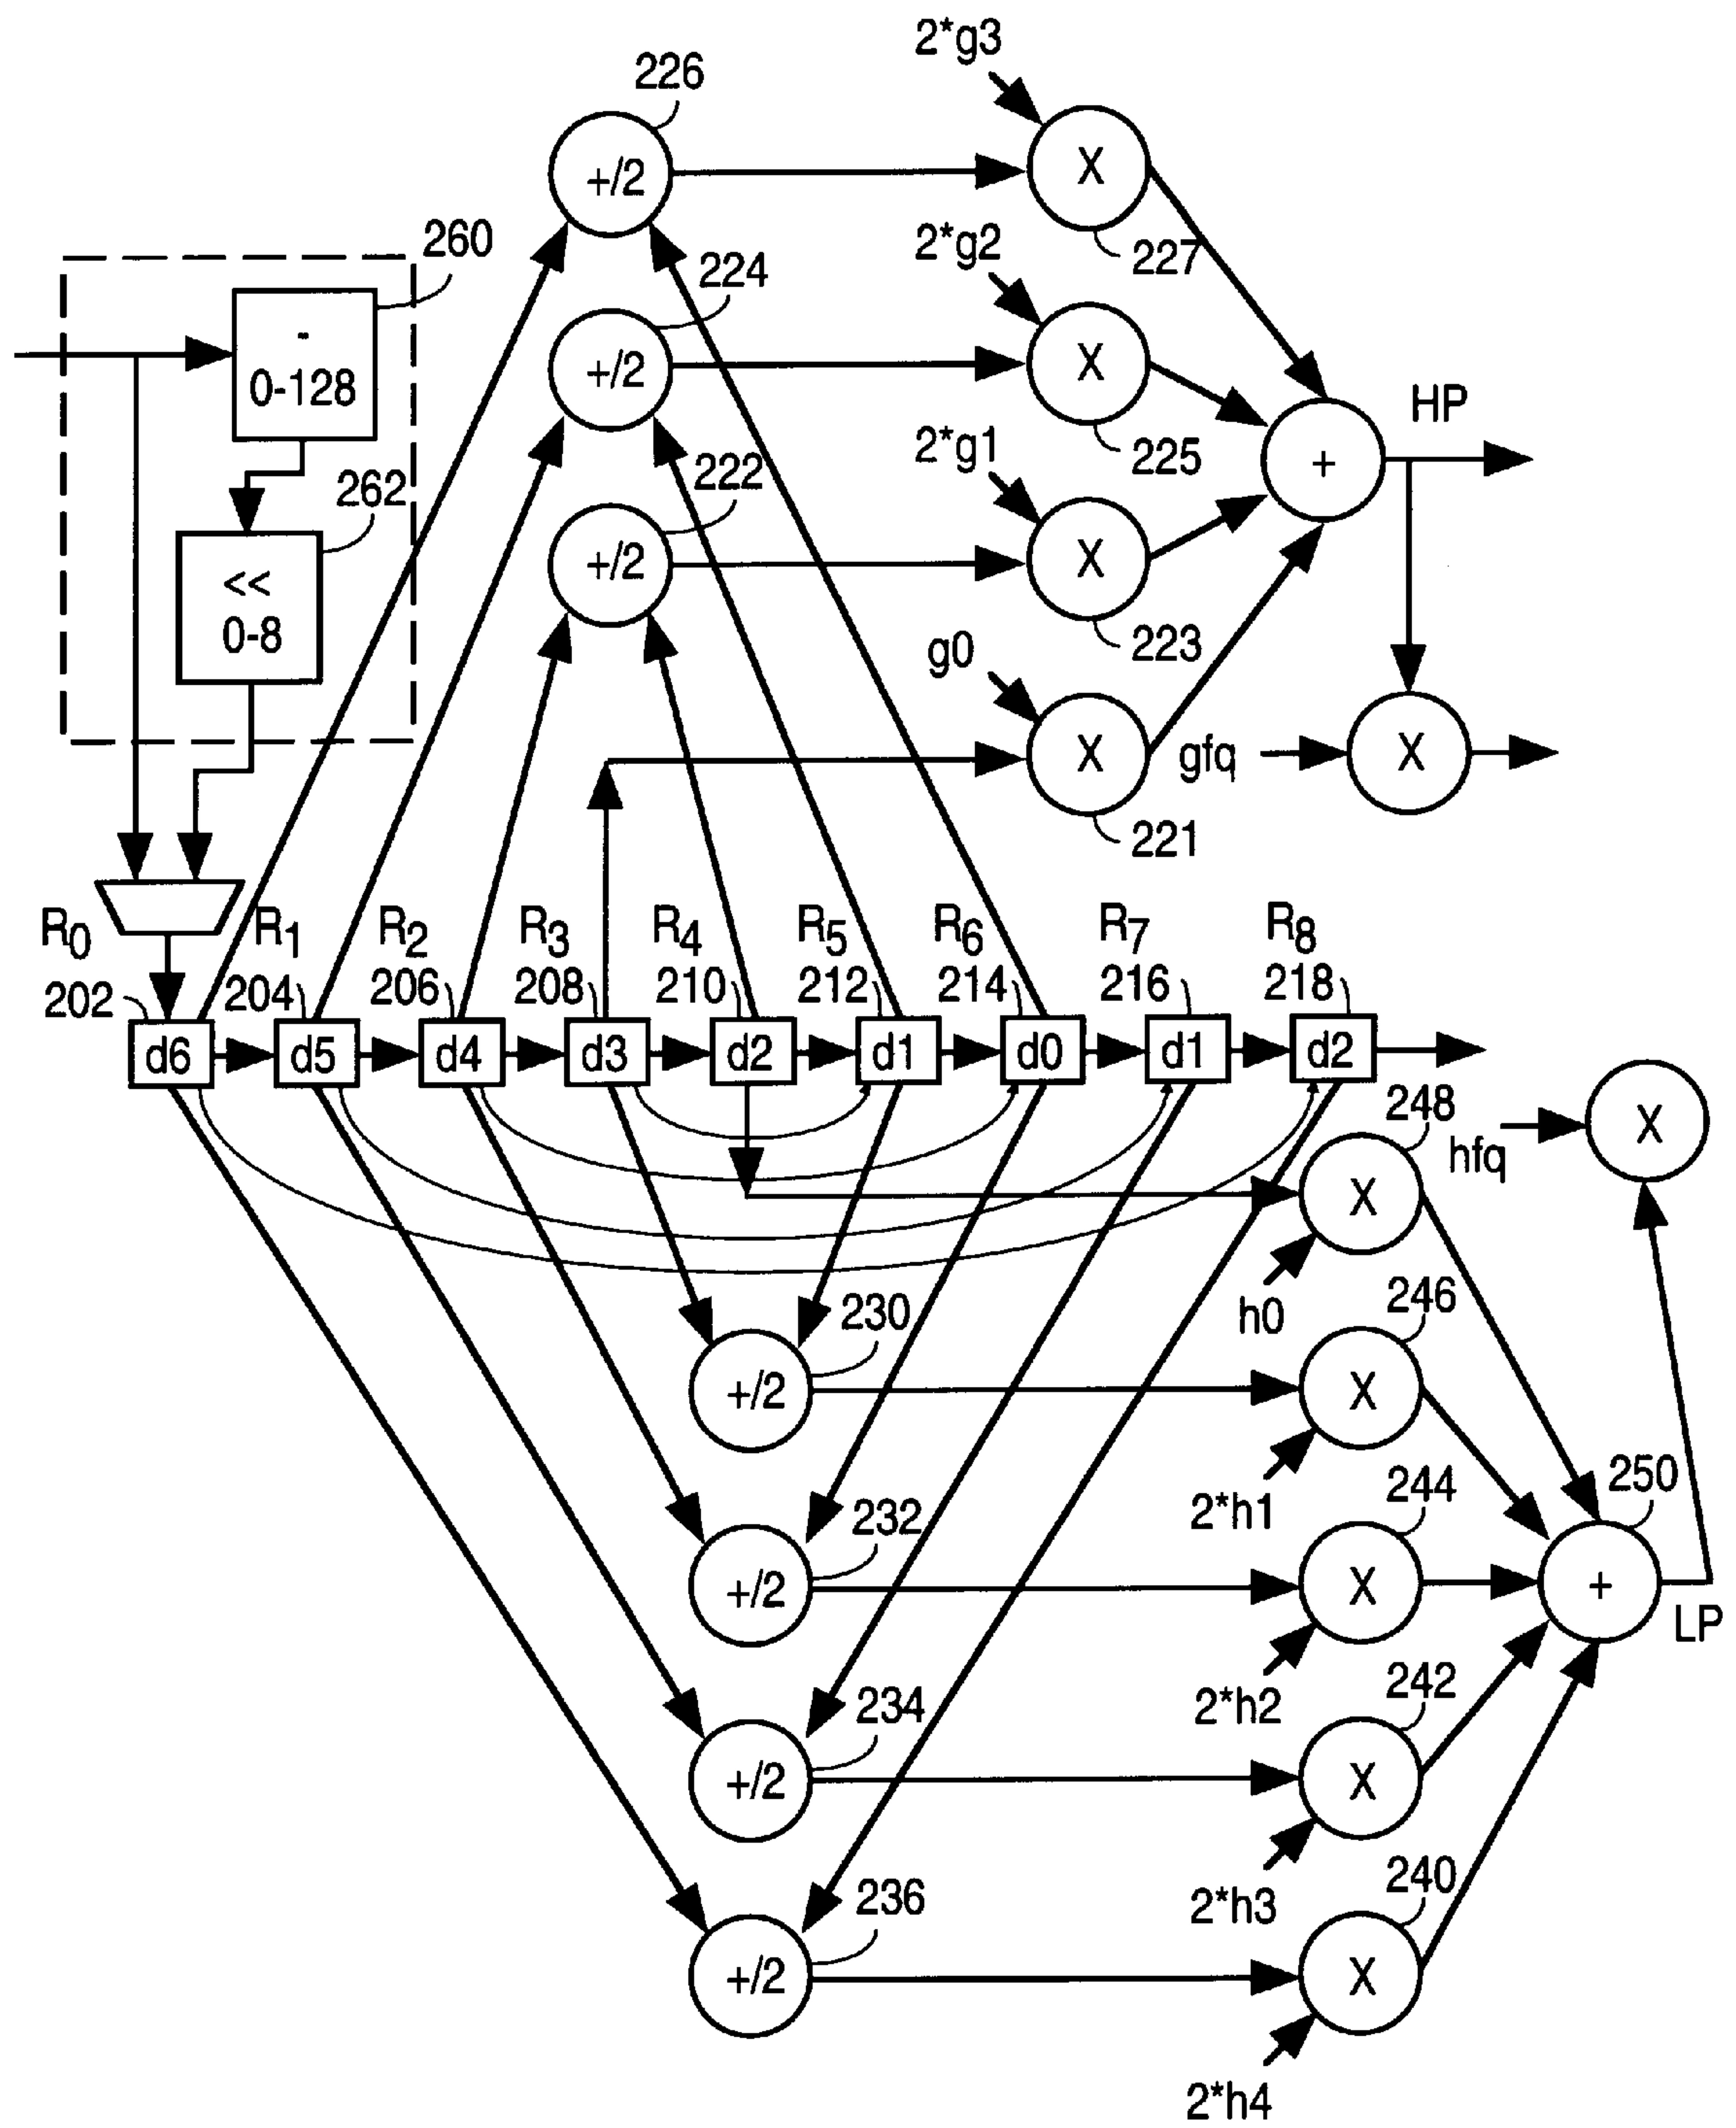 2*g3
226
+/2
X
227
260
-
0-128
2*g2
224
+/2
X
225
HP
+
262
<<
0-8
2*g1
222
+/2
X
223
g0
X
221
gfq
X
R0
R1
R2
R3
R4
R5
R6
R7
R8
202
204
206
208
210
212
214
216
218
d6
d5
d4
d3
d2
d1
d0
d1
d2
248
hfq
X
X
h0
230
246
+/2
X
2*h1
232
244
250
+/2
X
+
LP
2*h2
234
242
+/2
X
2*h3
236
240
+/2
X
2*h4